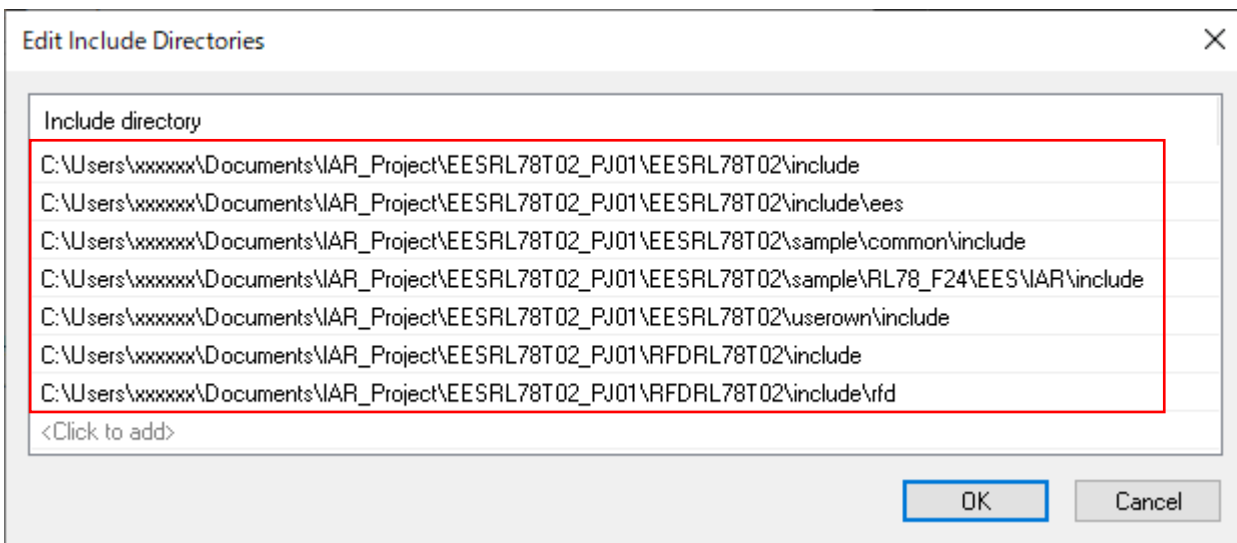 Edit Include Directories
Include directory
C:\Users\xxxxxx\Documents\IAR_Project\EESRL78T02_PJ01\EESRL78T02\include
C:\Users\xxxxxx\Documents\IAR_Project\EESRL78T02_PJ01\EESRL78T02\include\ees
C:\Users\xxxxxx\Documents\IAR_Project\EESRL78T02_PJ01\EESRL78T02\sample\common\include
C:\Users\xxxxxx\Documents\IAR_Project\EESRL78T02_PJ01\EESRL78T02\sample\RL78_F24\EES\IAR\include
C:\Users\xxxxxx\Documents\IAR_Project\EESRL78T02_PJ01\EESRL78T02\userown\include
C:\Users\xxxxxx\Documents\IAR_Project\EESRL78T02_PJ01\RFDRL78T02\include
C:\Users\xxxxxx\Documents\IAR_Project\EESRL78T02_PJ01\RFDRL78T02\include\rfd
<Click to add>
OK Cancel